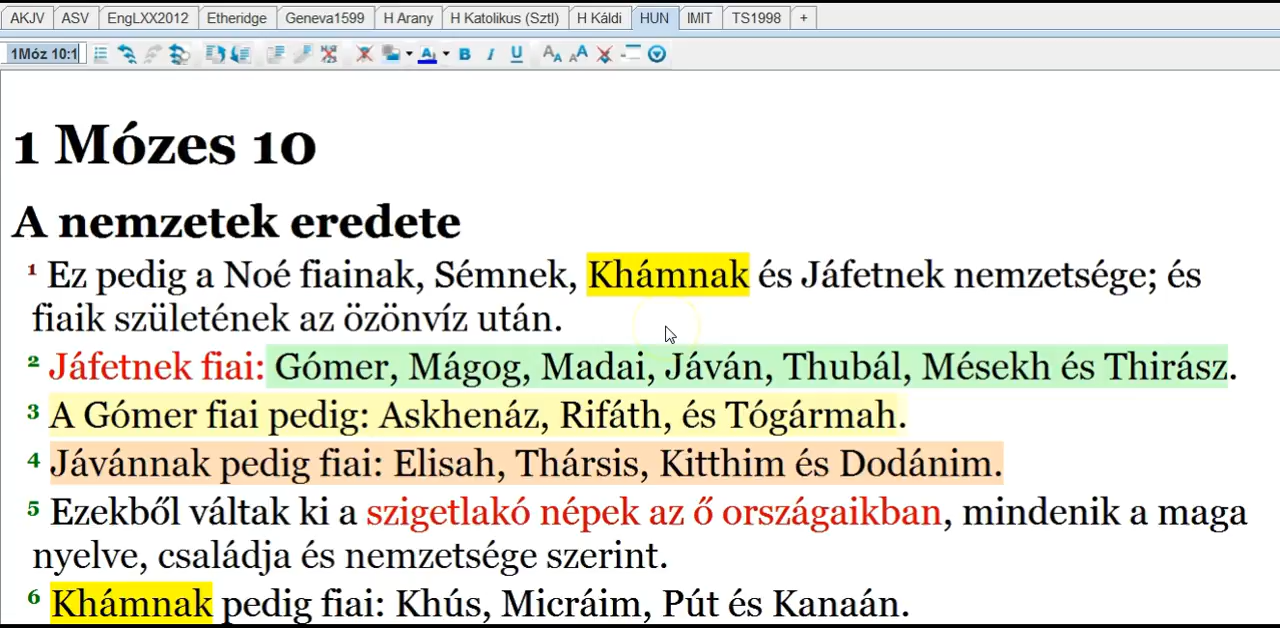 AKJV ASV EngLXX2012 Etheridge Geneva1599 H Arany H Katolikus (Sztl) H Káldi HUN IMIT TS1998 +
1Móz 10:1 A B I U A A A A
1 Mózes 10
A nemzetek eredete
1 Ez pedig a Noé fiainak, Sémnek, Khámnak és Jáfetnek nemzetsége; és
fiaik születének az özönvíz után.
2 Jáfetnek fiai: Gómer, Mágog, Madai, Jáván, Thubál, Mésekh és Thirász.
3 A Gómer fiai pedig: Askhenáz, Rifáth, és Tógármah.
4 Jávánnak pedig fiai: Elisah, Thársis, Kitthim és Dodánim.
5 Ezekből váltak ki a szigetlakó népek az ő országaikban, mindenik a maga
nyelve, családja és nemzetsége szerint.
6 Khámnak pedig fiai: Khús, Micráim, Pút és Kanaán.